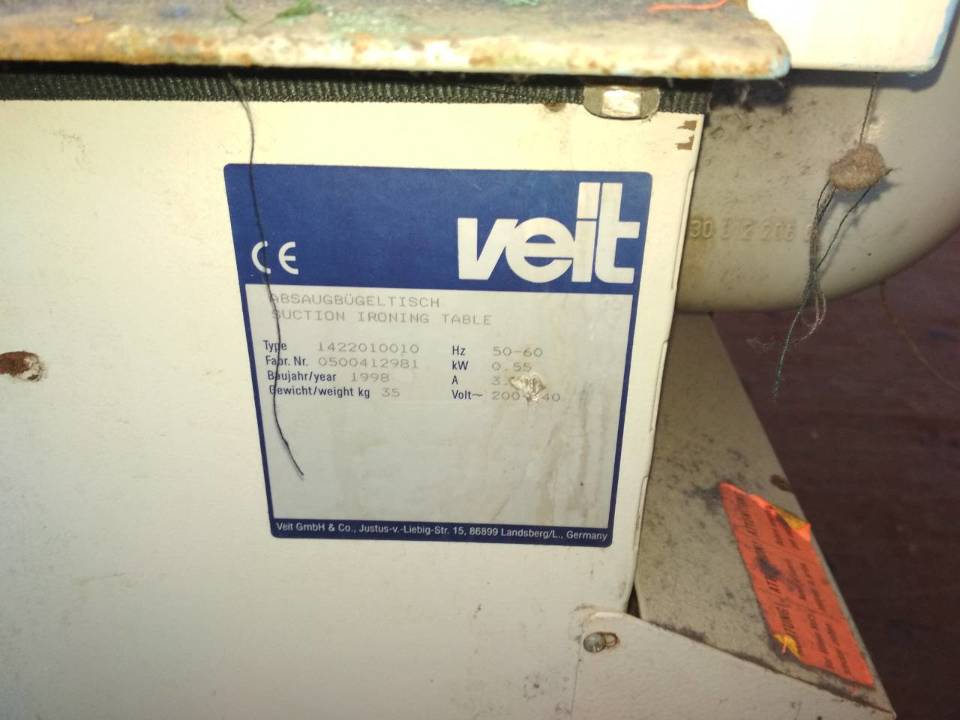 veit
CE
ABSAUGBÜGELTISCH
SUCTION IRONING TABLE
Type 1422010010 Hz 50-60
Fabr. Nr. 0500412981 kW 0.55
Baujahr/year 1998 A
Gewicht/weight kg 35 Volt~
Veit GmbH & Co., Justus-v.-Liebig-Str. 15, 86899 Landsberg/L., Germany